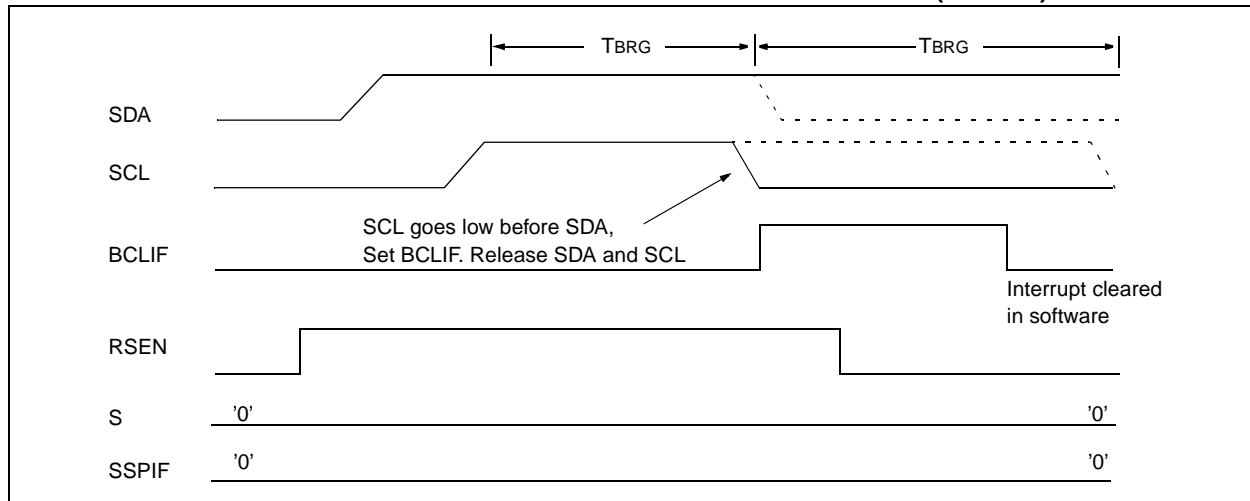 TBRG TBRG
SDA
SCL
SCL goes low before SDA,
Set BCLIF. Release SDA and SCL
BCLIF
Interrupt cleared
in software
RSEN
S '0' '0'
SSPIF '0' '0'